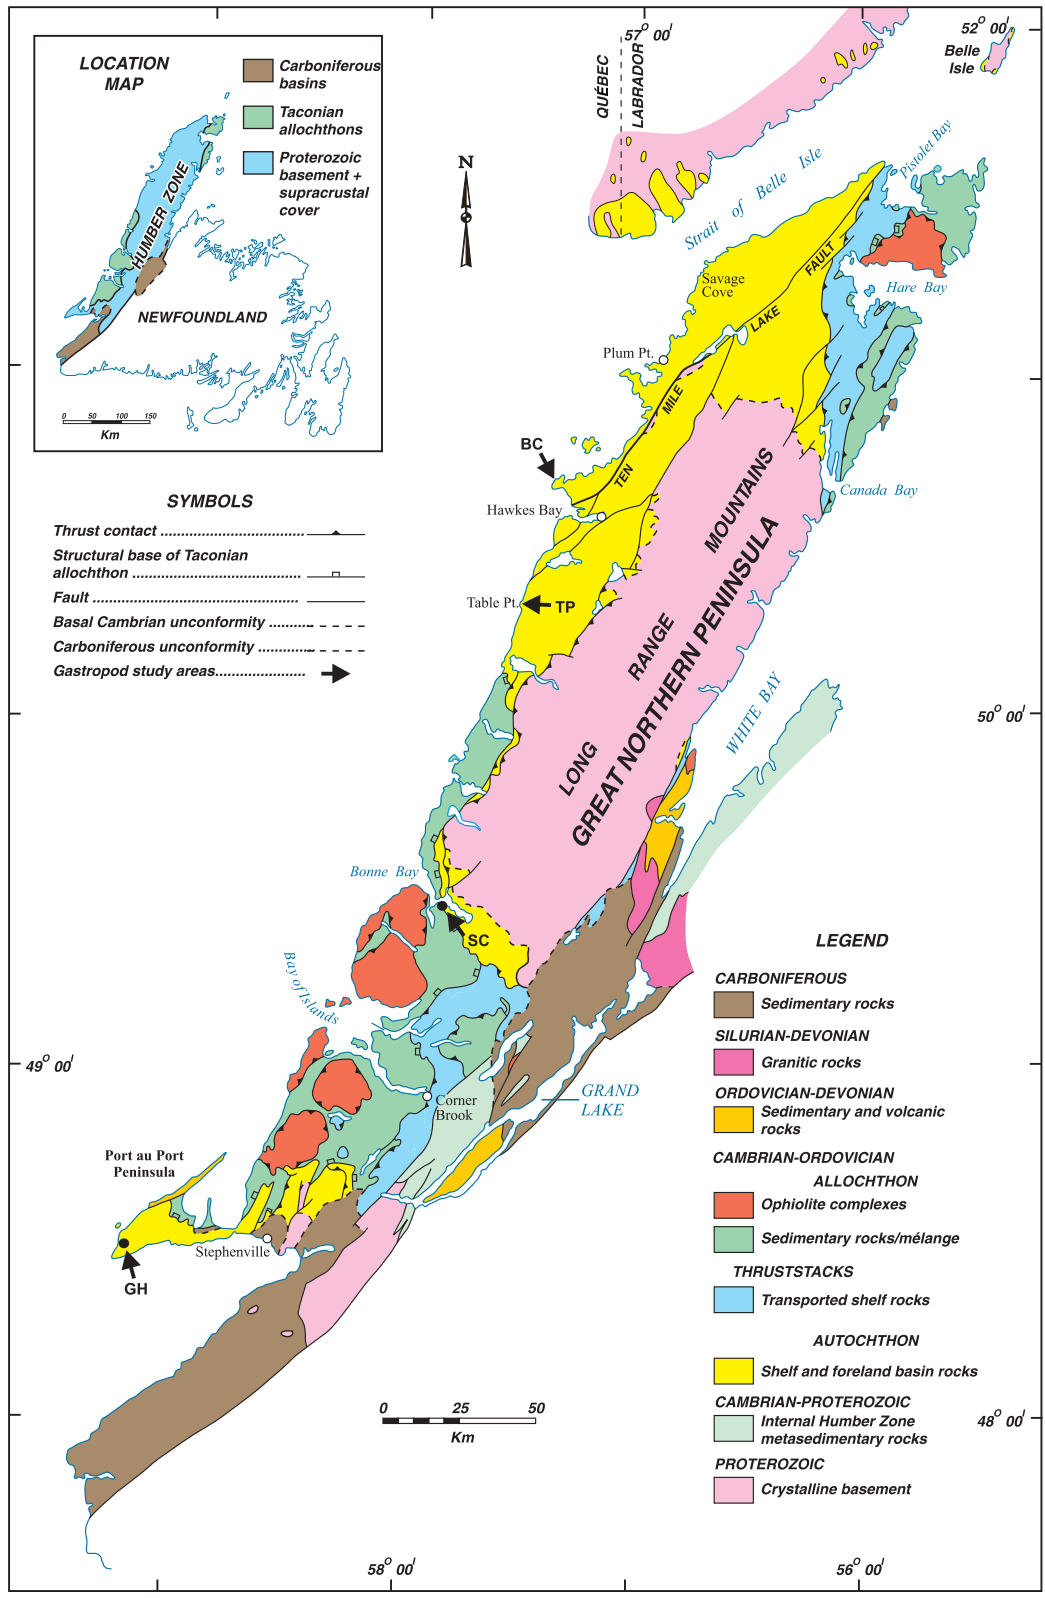 57° 00'
52° 00'
Belle
Isle
QUÉBEC
LABRADOR
LOCATION
MAP
Carboniferous
basins
Taconian
allochthons
Proterozoic
basement +
supracrustal
cover
HUMBER ZONE
NEWFOUNDLAND
0 50 100 150
Km
N
Strait of Belle Isle
Pistolet Bay
Savage
Cove
FAULT
LAKE
MILE
TEN
Hare Bay
Plum Pt.
BC
Hawkes Bay
Canada Bay
SYMBOLS
Thrust contact
Structural base of Taconian
allochthon
Fault
Basal Cambrian unconformity
Carboniferous unconformity
Gastropod study areas
Table Pt.
TP
LONG RANGE MOUNTAINS
GREAT NORTHERN PENINSULA
WHITE BAY
50° 00'
Bonne Bay
SC
Bay of Islands
49° 00'
Corner
Brook
GRAND
LAKE
Port au Port
Peninsula
Stephenville
GH
LEGEND
CARBONIFEROUS
Sedimentary rocks
SILURIAN-DEVONIAN
Granitic rocks
ORDOVICIAN-DEVONIAN
Sedimentary and volcanic
rocks
CAMBRIAN-ORDOVICIAN
ALLOCHTHON
Ophiolite complexes
Sedimentary rocks/mélange
THRUSTSTACKS
Transported shelf rocks
AUTOCHTHON
Shelf and foreland basin rocks
CAMBRIAN-PROTEROZOIC
Internal Humber Zone
metasedimentary rocks
PROTEROZOIC
Crystalline basement
0 25 50
Km
48° 00'
58° 00'
56° 00'